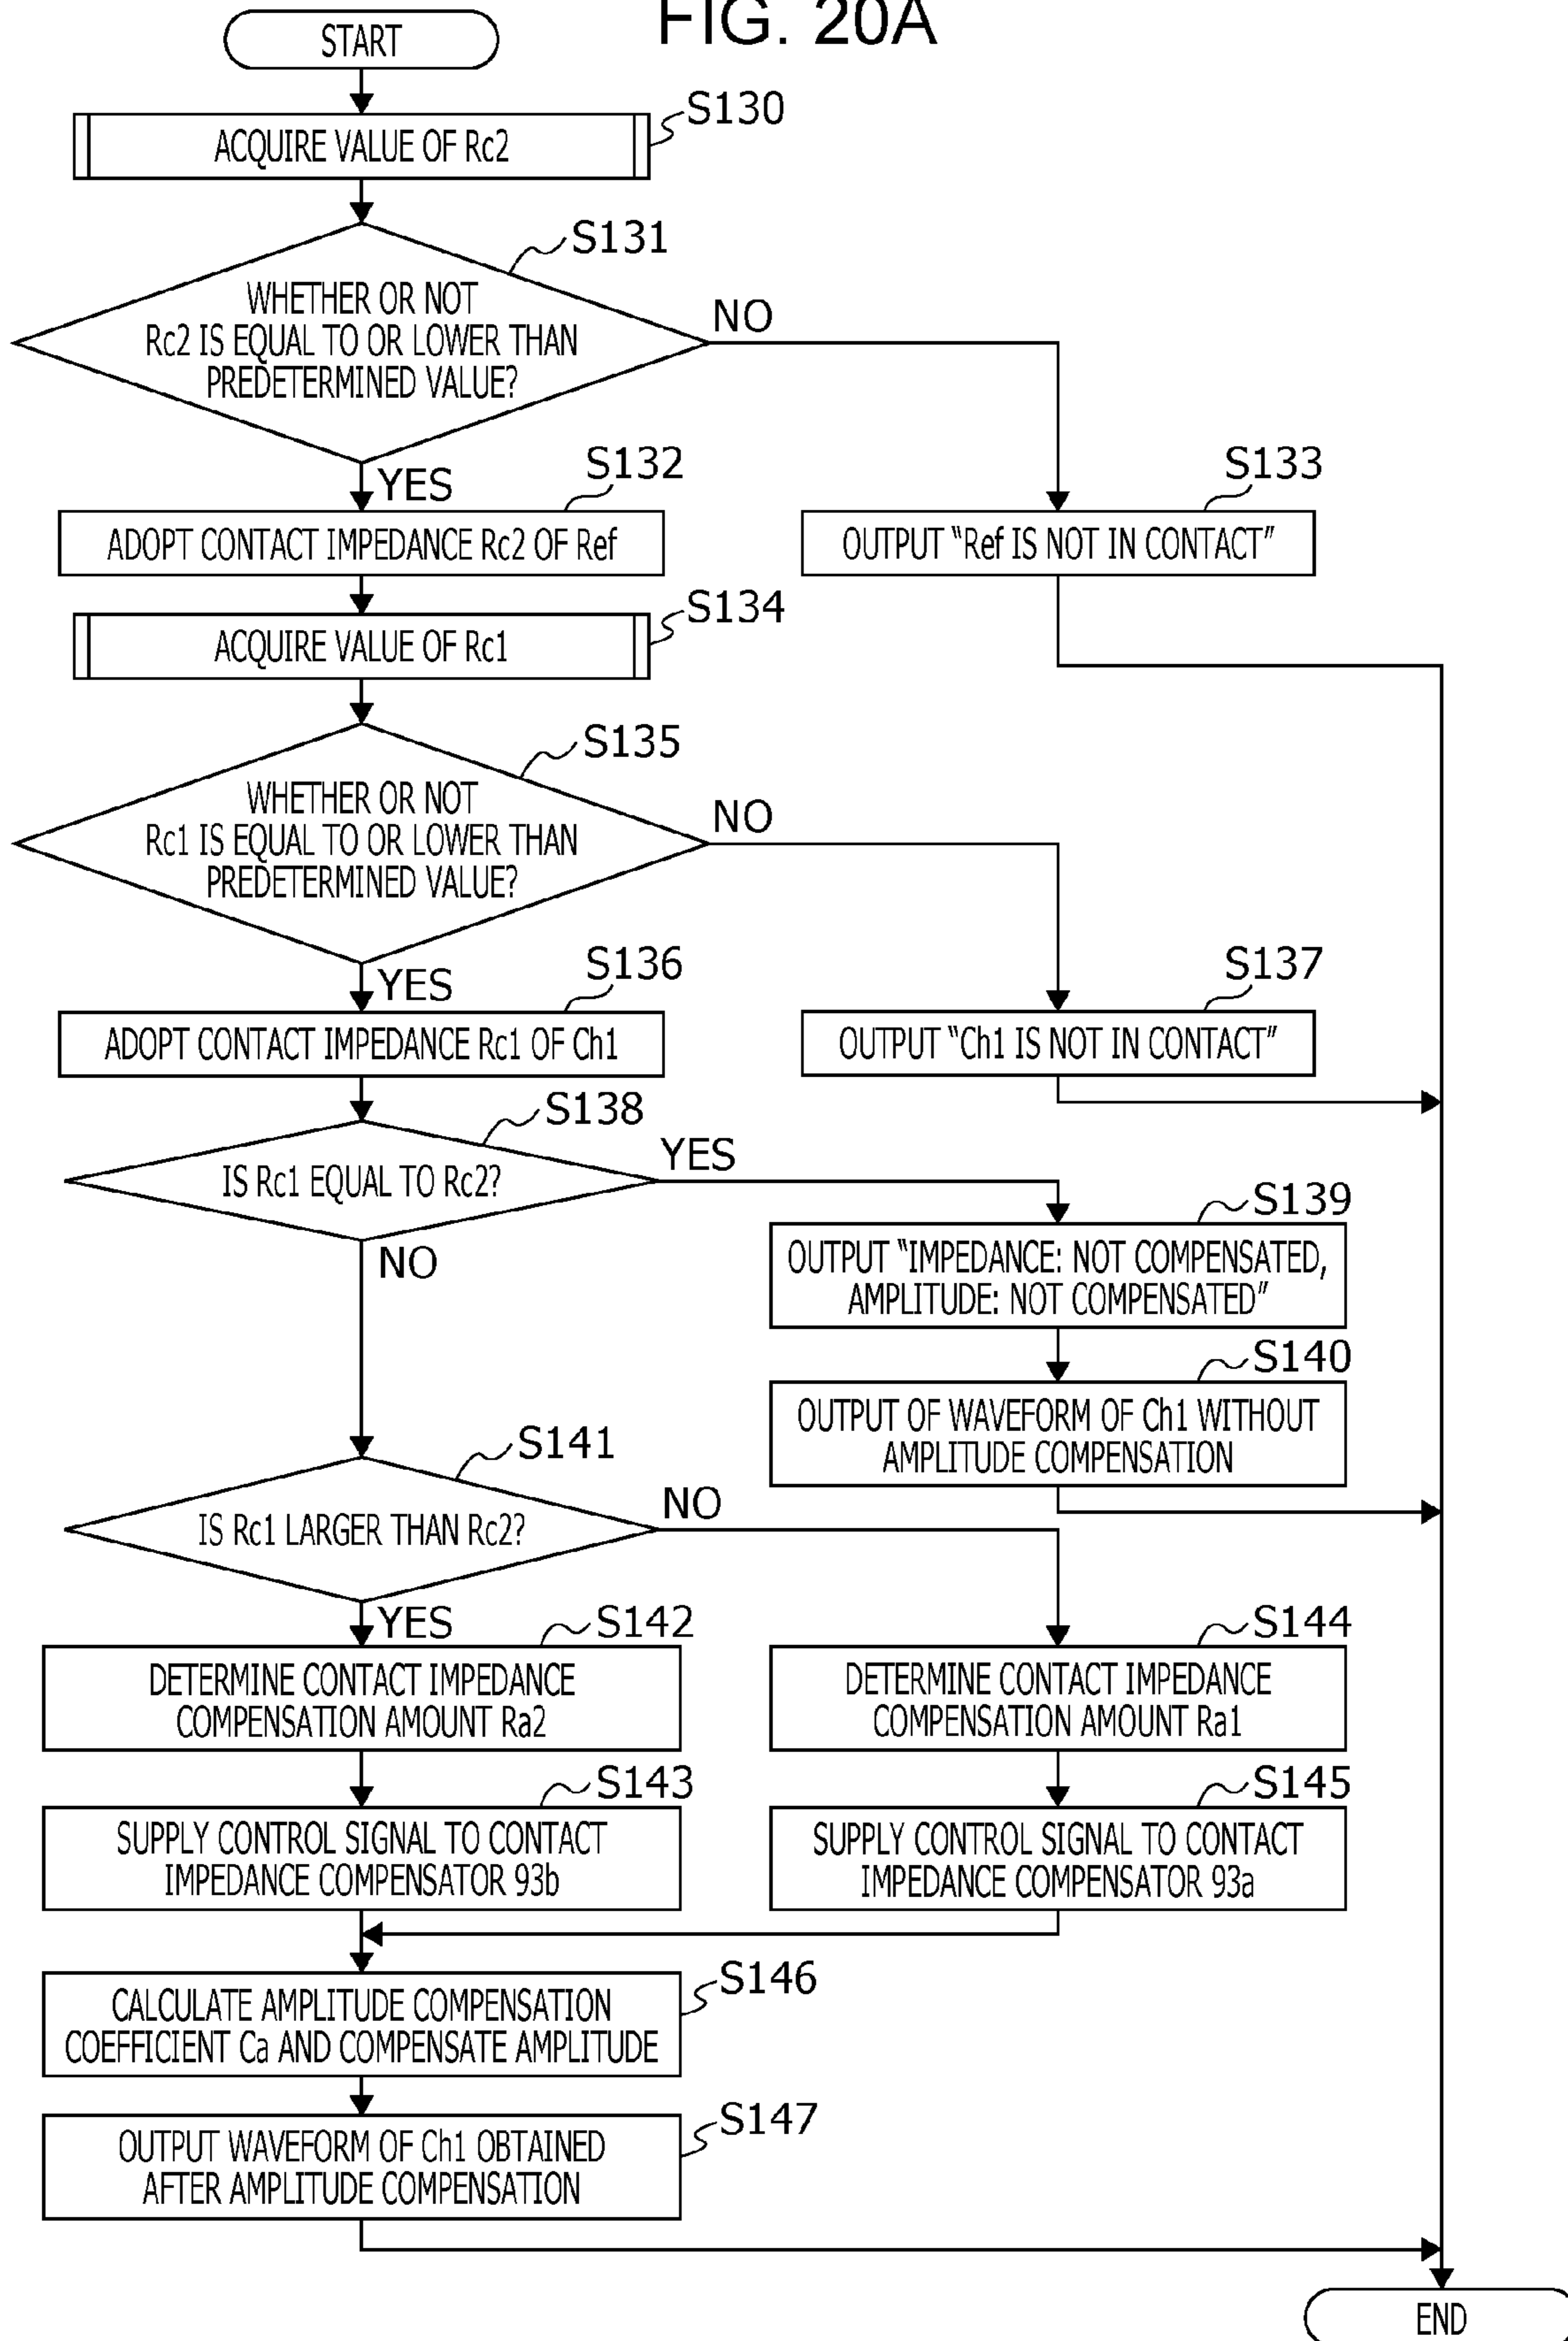 FIG. 20A
START
S130
ACQUIRE VALUE OF Rc2
S131
WHETHER OR NOT
Rc2 IS EQUAL TO OR LOWER THAN
PREDETERMINED VALUE?
NO
YES
S132
ADOPT CONTACT IMPEDANCE Rc2 OF Ref
S133
OUTPUT “Ref IS NOT IN CONTACT”
S134
ACQUIRE VALUE OF Rc1
S135
WHETHER OR NOT
Rc1 IS EQUAL TO OR LOWER THAN
PREDETERMINED VALUE?
NO
YES
S136
ADOPT CONTACT IMPEDANCE Rc1 OF Ch1
S137
OUTPUT “Ch1 IS NOT IN CONTACT”
S138
IS Rc1 EQUAL TO Rc2?
YES
NO
S139
OUTPUT “IMPEDANCE: NOT COMPENSATED,
AMPLITUDE: NOT COMPENSATED”
S140
OUTPUT OF WAVEFORM OF Ch1 WITHOUT
AMPLITUDE COMPENSATION
S141
IS Rc1 LARGER THAN Rc2?
NO
YES
S142
DETERMINE CONTACT IMPEDANCE
COMPENSATION AMOUNT Ra2
S144
DETERMINE CONTACT IMPEDANCE
COMPENSATION AMOUNT Ra1
S143
SUPPLY CONTROL SIGNAL TO CONTACT
IMPEDANCE COMPENSATOR 93b
S145
SUPPLY CONTROL SIGNAL TO CONTACT
IMPEDANCE COMPENSATOR 93a
S146
CALCULATE AMPLITUDE COMPENSATION
COEFFICIENT Ca AND COMPENSATE AMPLITUDE
S147
OUTPUT WAVEFORM OF Ch1 OBTAINED
AFTER AMPLITUDE COMPENSATION
END